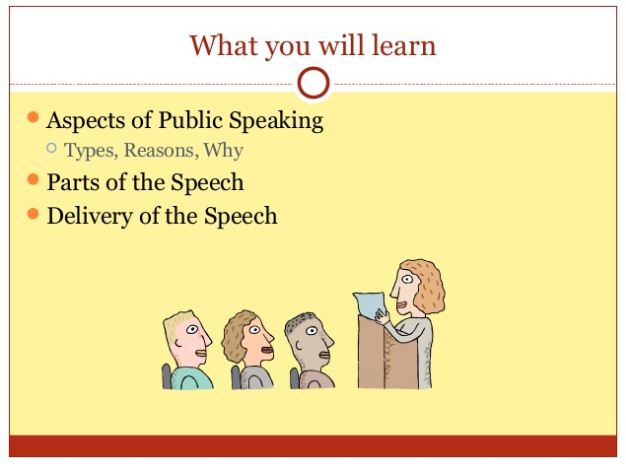 What you will learn
Aspects of Public Speaking
Types, Reasons, Why
Parts of the Speech
Delivery of the Speech